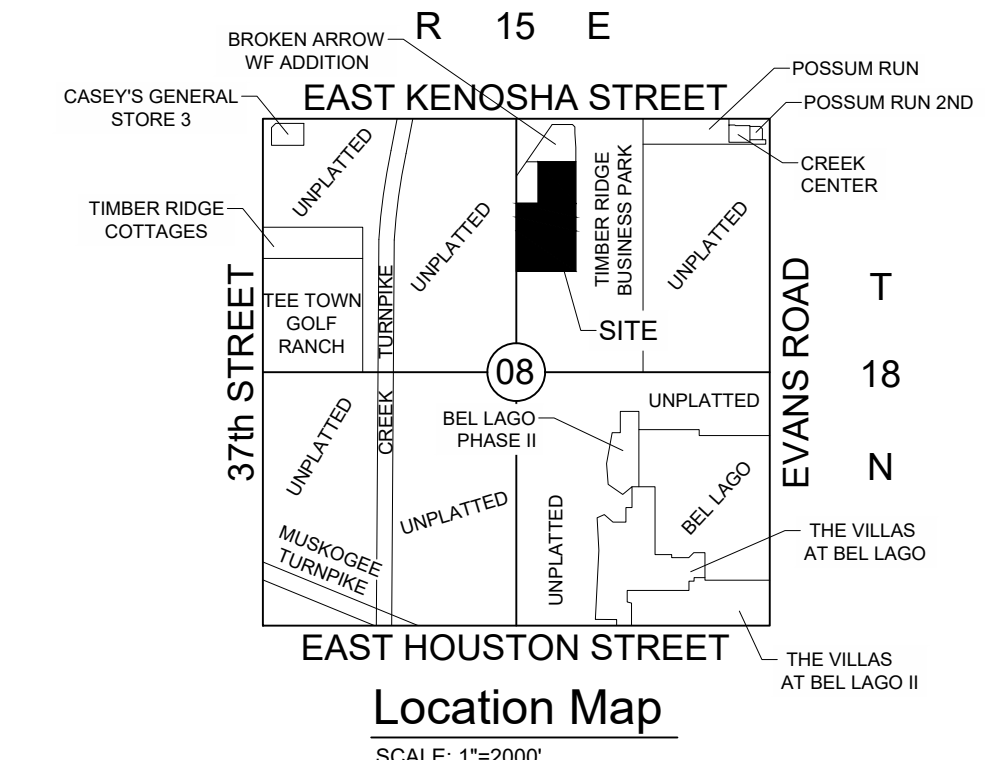 R 15 E
BROKEN ARROW
WF ADDITION
EAST KENOSHA STREET
POSSUM RUN
CASEY'S GENERAL
STORE 3
POSSUM RUN 2ND
CREEK
CENTER
UNPLATTED
UNPLATTED
TIMBER RIDGE
BUSINESS PARK
UNPLATTED
TIMBER RIDGE
COTTAGES
TEE TOWN
GOLF
RANCH
37th STREET
CREEK TURNPIKE
SITE
EVANS ROAD
T
18
N
08
UNPLATTED
BEL LAGO
PHASE II
UNPLATTED
UNPLATTED
UNPLATTED
BEL LAGO
THE VILLAS
AT BEL LAGO
MUSKOGEE
TURNPIKE
EAST HOUSTON STREET
THE VILLAS
AT BEL LAGO II
Location Map
SCALE: 1"=2000'